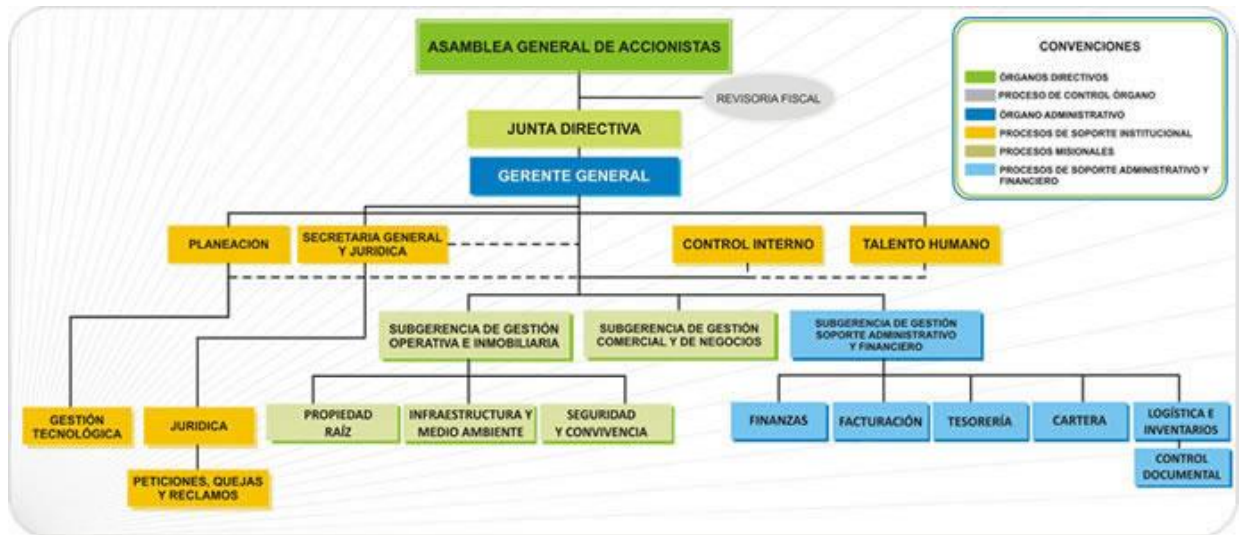 ASAMBLEA GENERAL DE ACCIONISTAS
REVISORIA FISCAL
JUNTA DIRECTIVA
GERENTE GENERAL
CONVENCIONES
ÓRGANOS DIRECTIVOS
PROCESO DE CONTROL ÓRGANO
ÓRGANO ADMINISTRATIVO
PROCESOS DE SOPORTE INSTITUCIONAL
PROCESOS MISIONALES
PROCESOS DE SOPORTE ADMINISTRATIVO Y
FINANCIERO
PLANEACION
SECRETARIA GENERAL
Y JURIDICA
CONTROL INTERNO
TALENTO HUMANO
SUBGERENCIA DE GESTIÓN
OPERATIVA E INMOBILIARIA
SUBGERENCIA DE GESTIÓN
COMERCIAL Y DE NEGOCIOS
SUBGERENCIA DE GESTIÓN
SOPORTE ADMINISTRATIVO
Y FINANCIERO
GESTIÓN
TECNOLÓGICA
JURIDICA
PROPIEDAD
RAÍZ
INFRAESTRUCTURA Y
MEDIO AMBIENTE
SEGURIDAD
Y CONVIVENCIA
FINANZAS
FACTURACIÓN
TESORERÍA
CARTERA
LOGÍSTICA E
INVENTARIOS
PETICIONES, QUEJAS
Y RECLAMOS
CONTROL
DOCUMENTAL